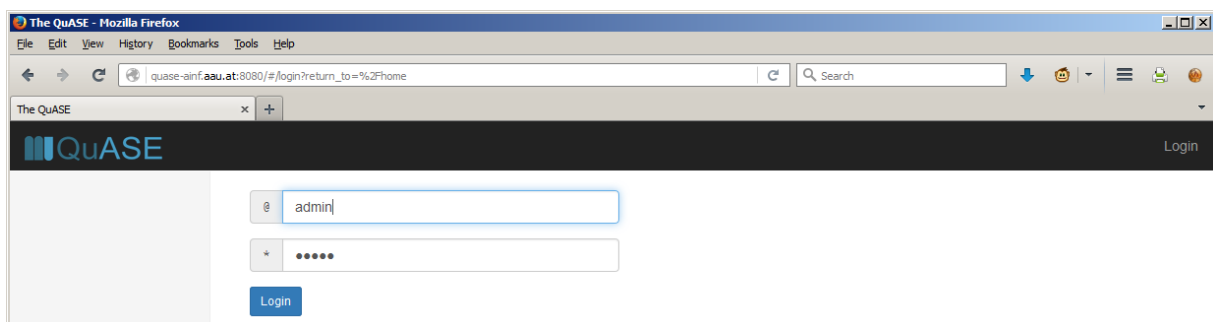 The QuASE - Mozilla Firefox
File Edit View History Bookmarks Tools Help
quase-ainf.aau.at:8080/#/login?return_to=%2Fhome
Search
The QuASE
QuASE
Login
@ admin
* •••••
Login